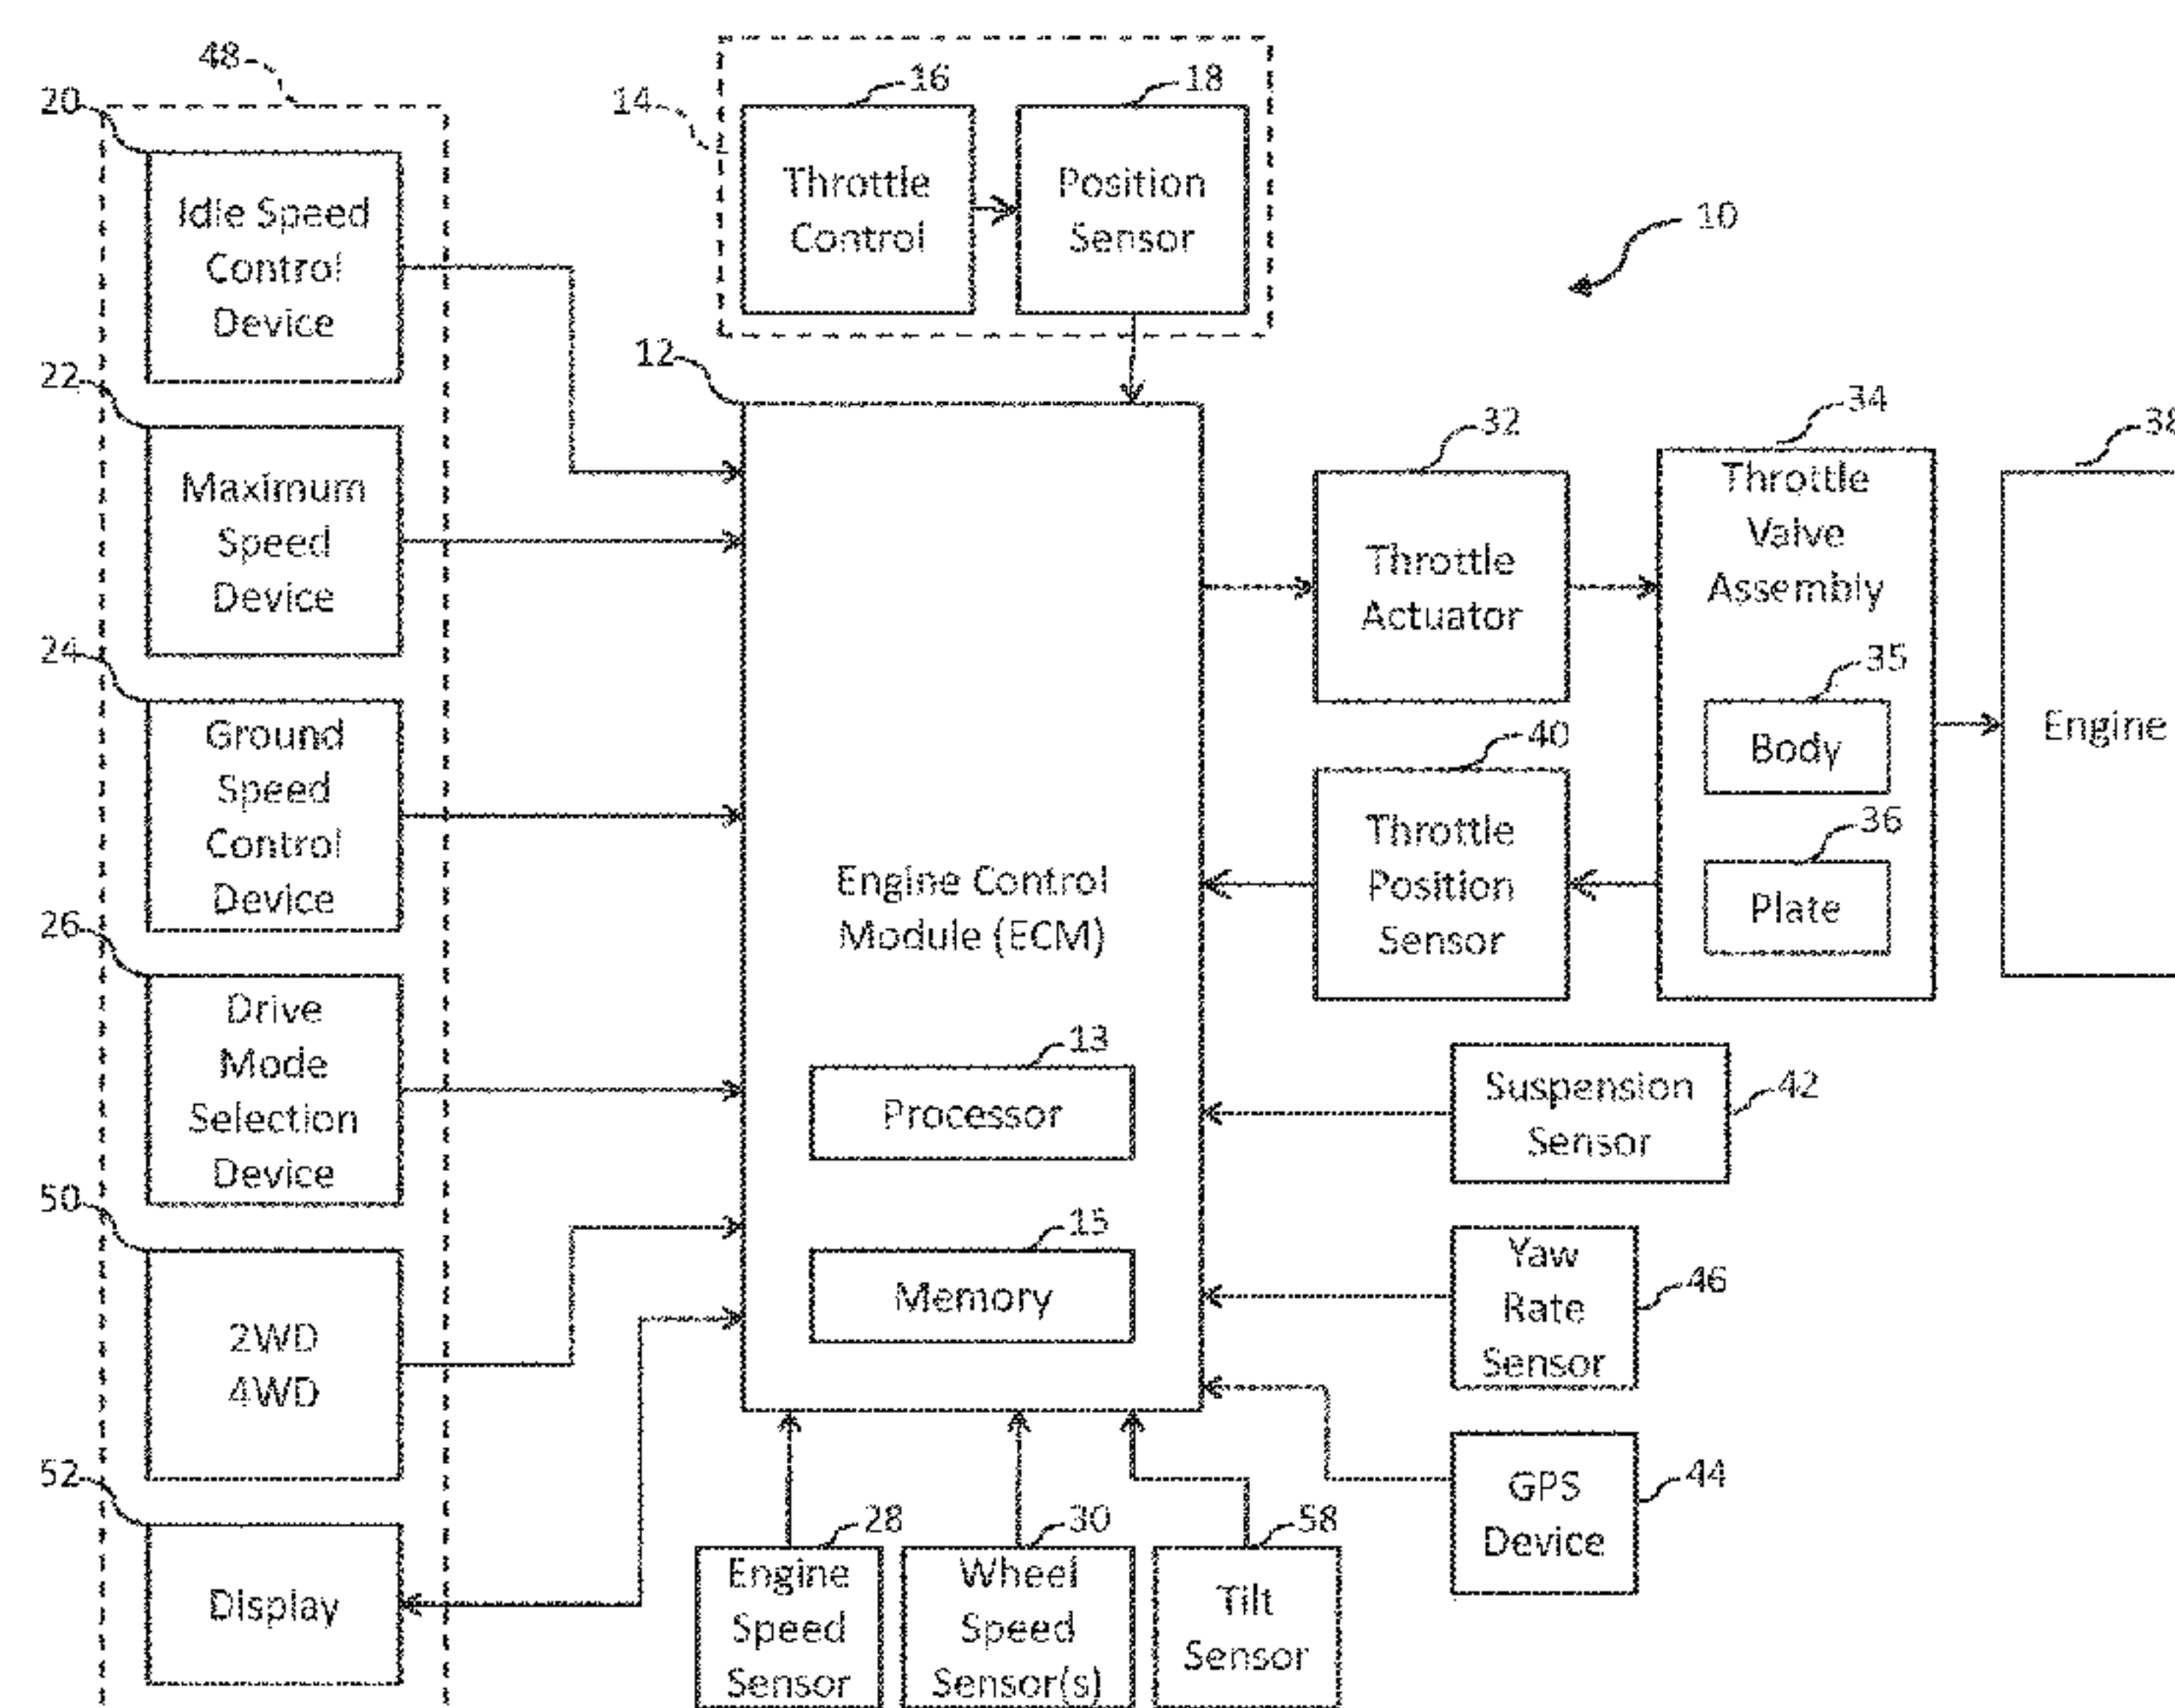 48
20
Idle Speed
Control
Device
22
Maximum
Speed
Device
24
Ground
Speed
Control
Device
26
Drive
Mode
Selection
Device
50
2WD
4WD
52
Display
14
16
Throttle
Control
18
Position
Sensor
10
12
Engine Control
Module (ECM)
13
Processor
15
Memory
32
Throttle
Actuator
34
Throttle
Valve
Assembly
35
Body
36
Plate
38
Engine
40
Throttle
Position
Sensor
Suspension
Sensor
42
Yaw
Rate
Sensor
46
GPS
Device
44
28
Engine
Speed
Sensor
30
Wheel
Speed
Sensor(s)
58
Tilt
Sensor